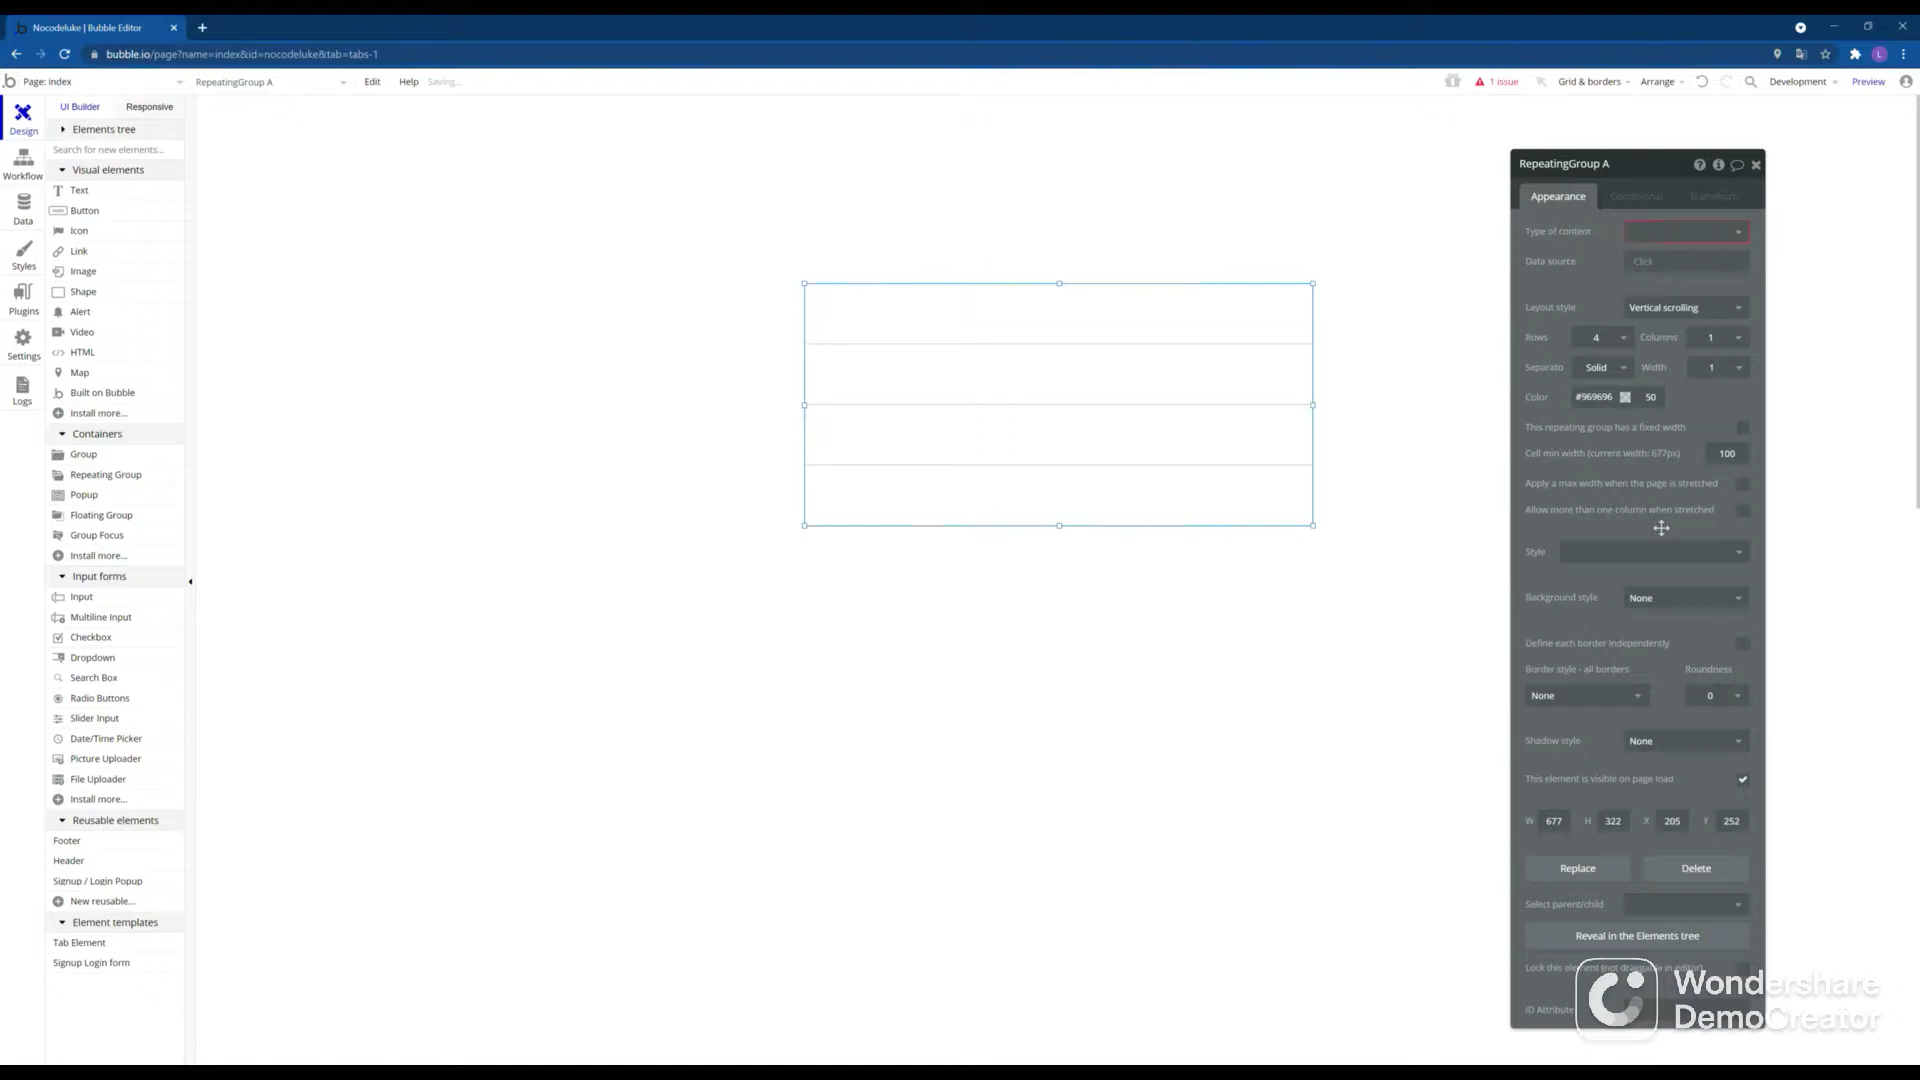 Nocodeluke | Bubble Editor
bubble.io/page?name=index&id=nocodeluke&tab=tabs-1
L
Page: index
RepeatingGroup A
Edit
Help
Saving...
1 issue
Grid & borders
Arrange
Development
Preview
Design
Workflow
Data
Styles
Plugins
Settings
Logs
UI Builder
Responsive
Elements tree
Search for new elements...
Visual elements
Text
Button
Icon
Link
Image
Shape
Alert
Video
HTML
Map
Built on Bubble
Install more...
Containers
Group
Repeating Group
Popup
Floating Group
Group Focus
Install more...
Input forms
Input
Multiline Input
Checkbox
Dropdown
Search Box
Radio Buttons
Slider Input
Date/Time Picker
Picture Uploader
File Uploader
Install more...
Reusable elements
Footer
Header
Signup / Login Popup
New reusable...
Element templates
Tab Element
Signup Login form
RepeatingGroup A
Appearance
Conditional
Transitions
Type of content
Data source
Click
Layout style
Vertical scrolling
Rows
4
Columns
1
Separato
Solid
Width
1
Color
#969696
50
This repeating group has a fixed width
Cell min width (current width: 677px)
100
Apply a max width when the page is stretched
Allow more than one column when stretched
Style
Background style
None
Define each border independently
Border style - all borders
Roundness
None
0
Shadow style
None
This element is visible on page load
W
677
H
322
X
205
Y
252
Replace
Delete
Select parent/child
Reveal in the Elements tree
Lock this element (not draggable in editor)
ID Attribute
Wondershare
DemoCreator